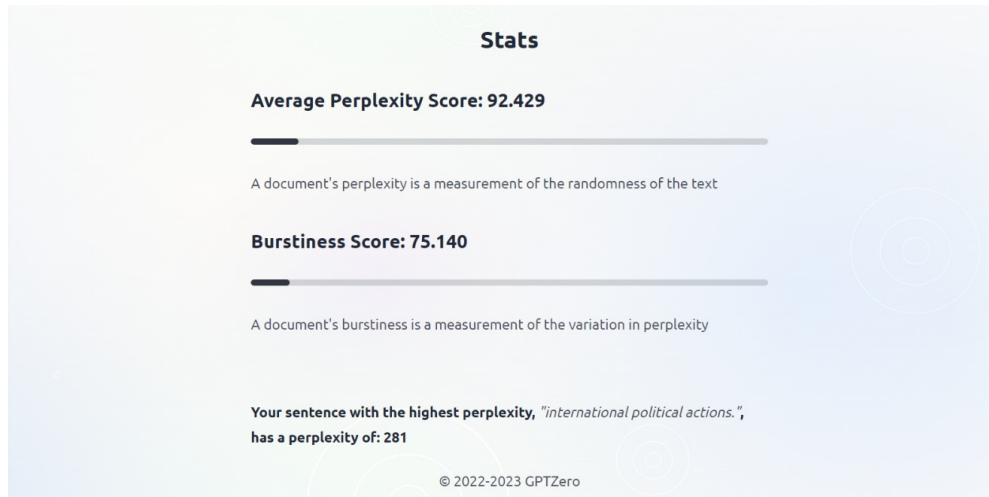 Stats
Average Perplexity Score: 92.429
A document's perplexity is a measurement of the randomness of the text
Burstiness Score: 75.140
A document's burstiness is a measurement of the variation in perplexity
Your sentence with the highest perplexity, "international political actions.",
has a perplexity of: 281
© 2022-2023 GPTZero